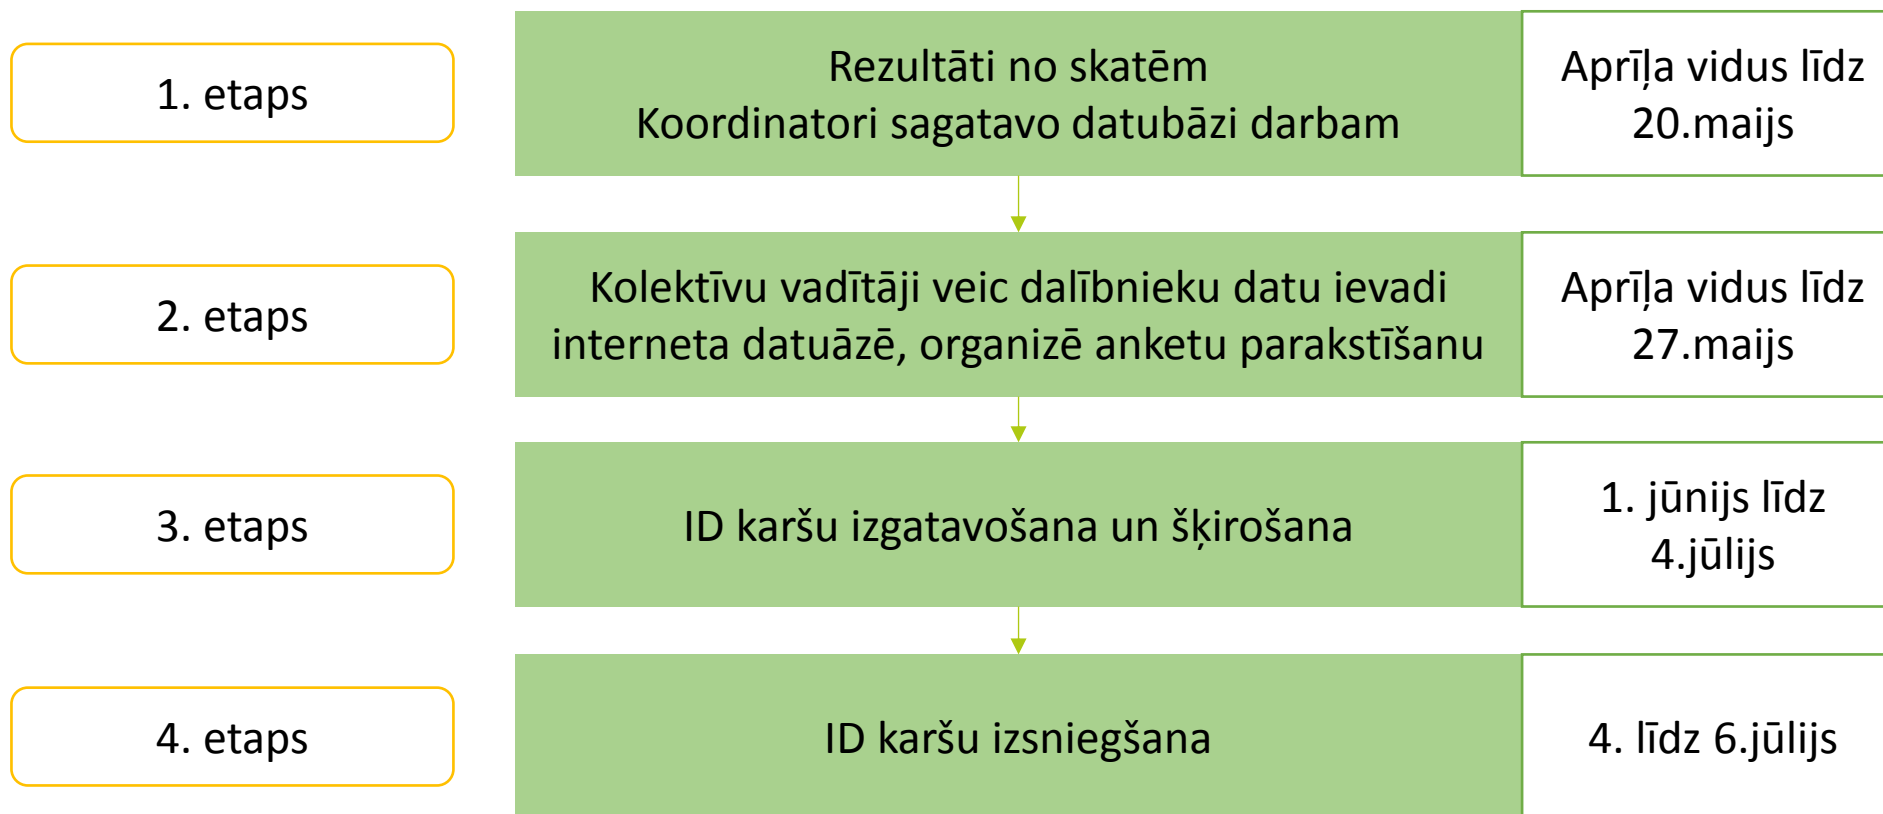 1. etaps
Rezultāti no skatēm
Koordinatori sagatavo datubāzi darbam
Aprīļa vidus līdz
20.maijs
2. etaps
Kolektīvu vadītāji veic dalībnieku datu ievadi
interneta datuāzē, organizē anketu parakstīšanu
Aprīļa vidus līdz
27.maijs
3. etaps
ID karšu izgatavošana un šķirošana
1. jūnijs līdz
4.jūlijs
4. etaps
ID karšu izsniegšana
4. līdz 6.jūlijs